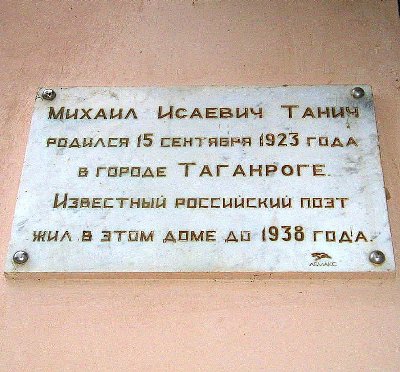 Михаил Исаевич Танич
родился 15 сентября 1923 года
в городе Таганроге.
Известный российский поэт
жил в этом доме до 1938 года.